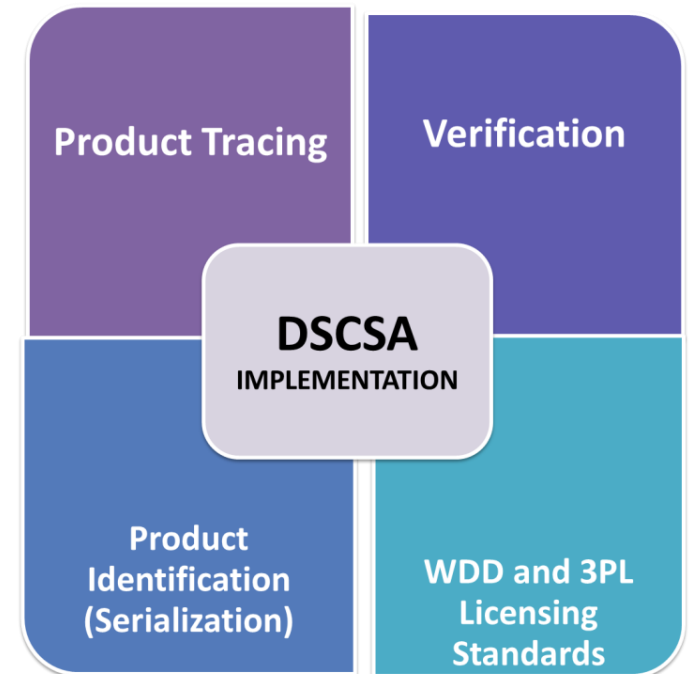 Product Tracing
Verification
DSCSA
IMPLEMENTATION
Product
Identification
(Serialization)
WDD and 3PL
Licensing
Standards